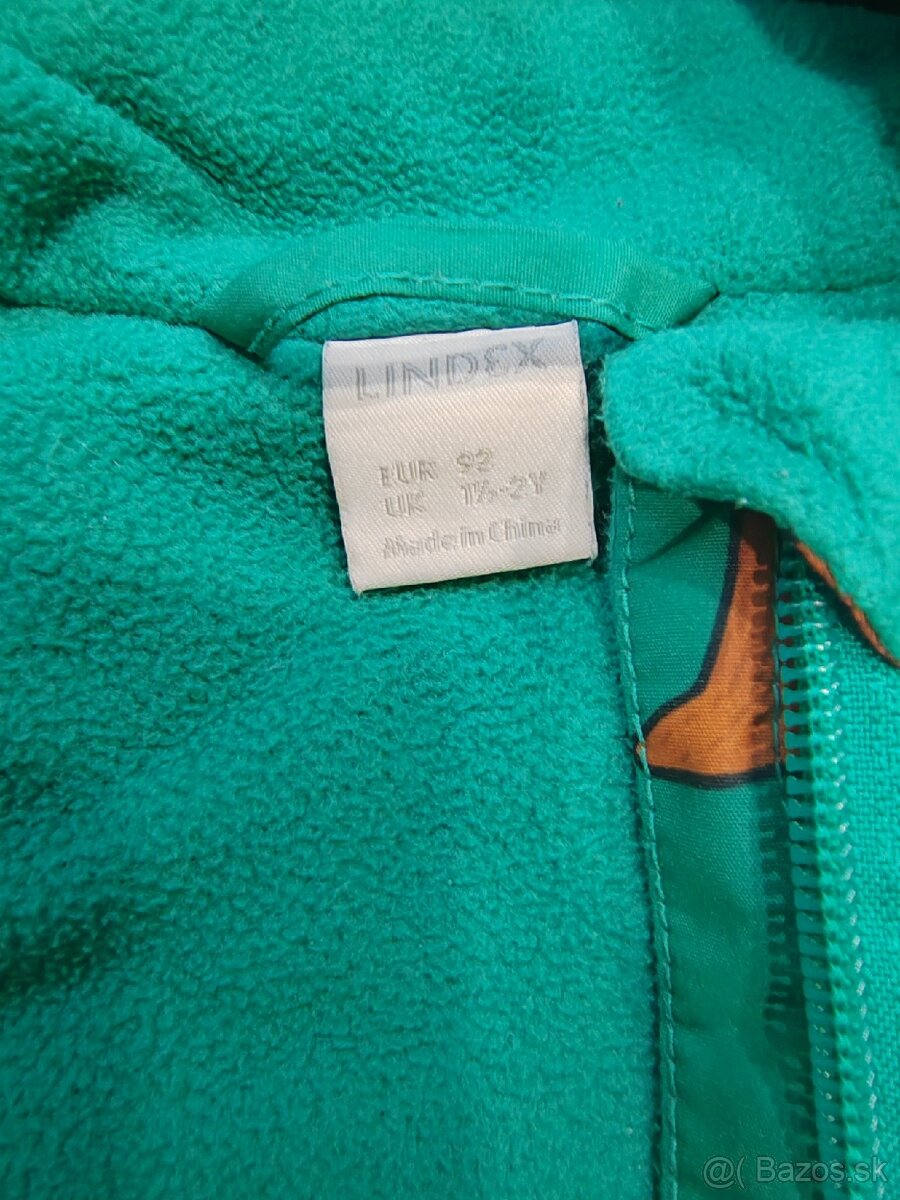 LINDEX
EUR 92
UK 1½-2Y
Made in China
@( Bazos.sk